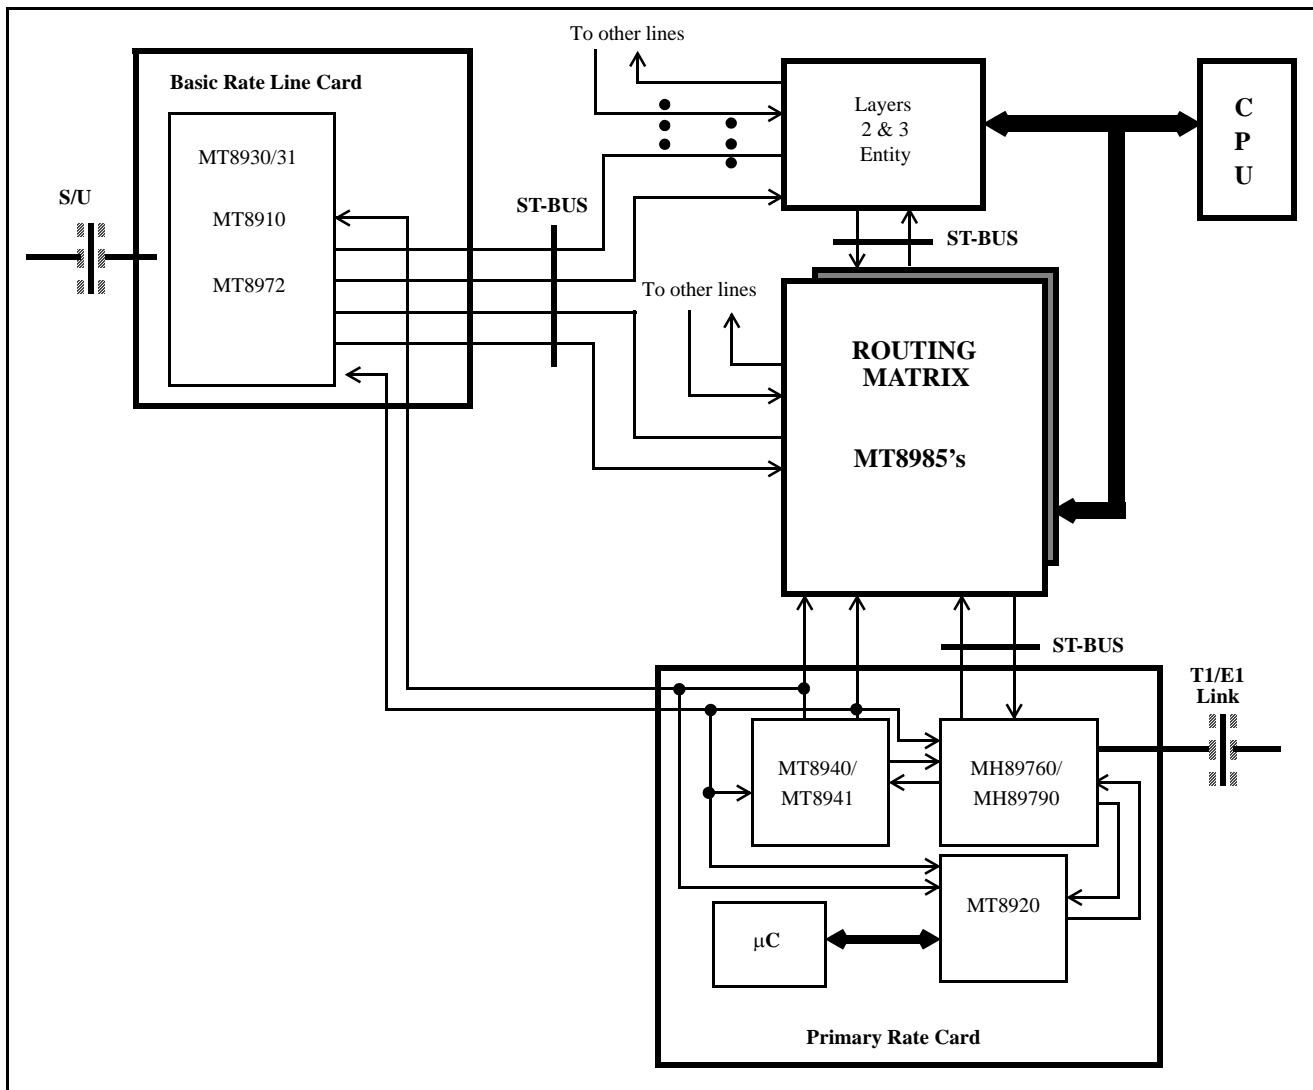 To other lines
Basic Rate Line Card
MT8930/31
MT8910
MT8972
S/U
ST-BUS
Layers
2 & 3
Entity
C
P
U
ST-BUS
To other lines
ROUTING
MATRIX
MT8985's
ST-BUS
T1/E1
Link
MT8940/
MT8941
MH89760/
MH89790
MT8920
μC
Primary Rate Card